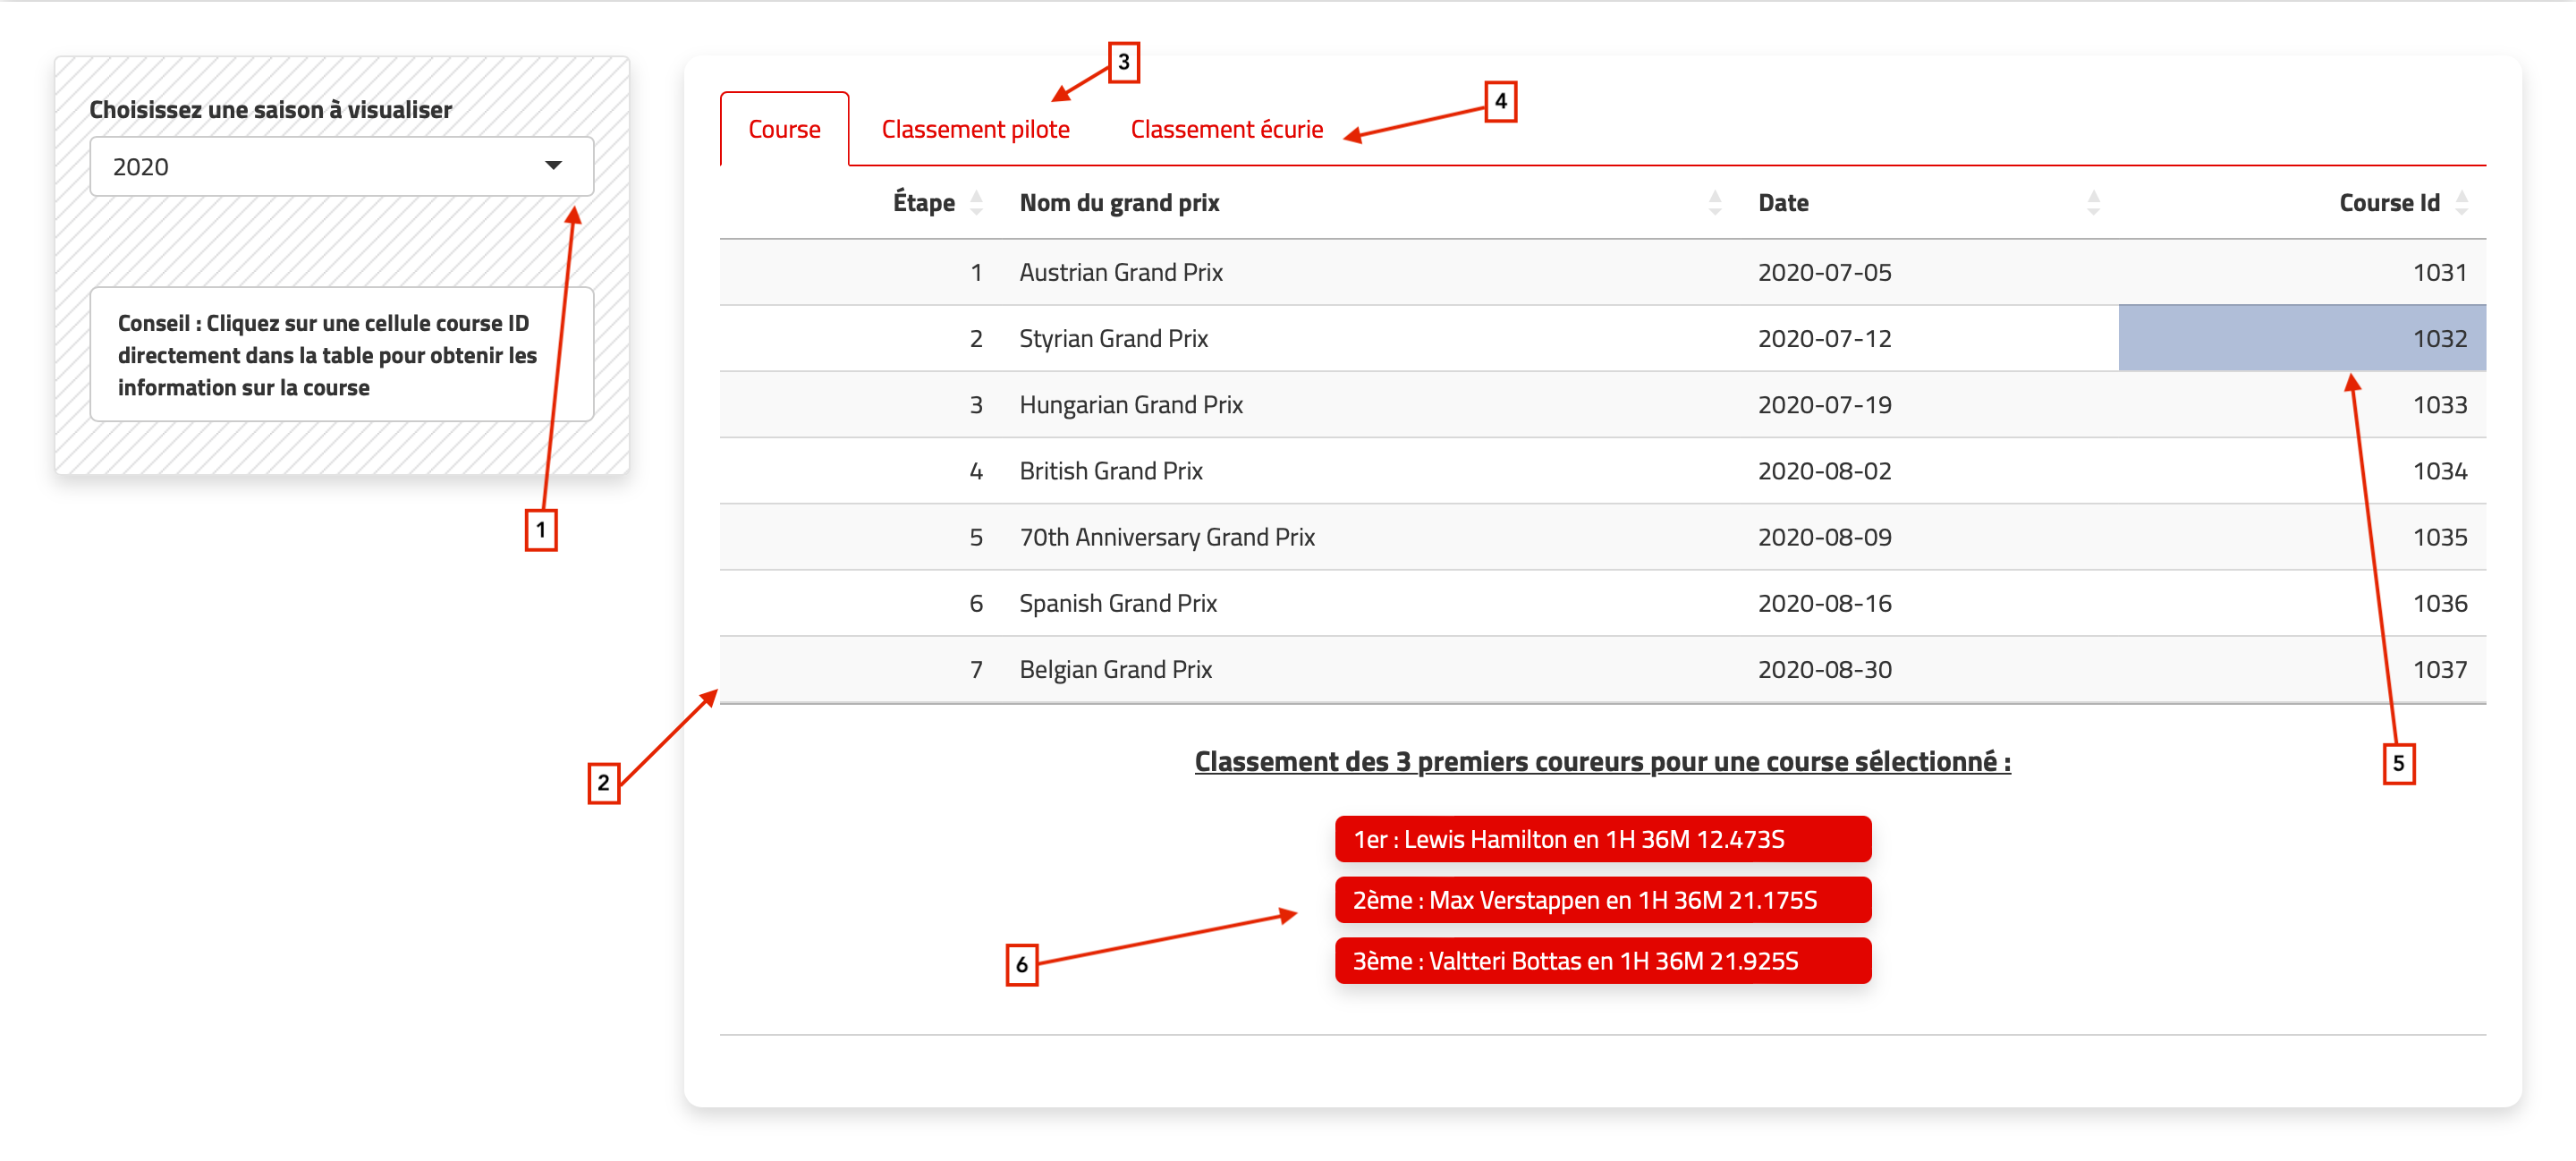 Choisissez une saison à visualiser
2020
Conseil : Cliquez sur une cellule course ID
directement dans la table pour obtenir les
information sur la course
1
3
4
Course Classement pilote Classement écurie
Étape Nom du grand prix Date Course Id
1 Austrian Grand Prix 2020-07-05 1031
2 Styrian Grand Prix 2020-07-12 1032
3 Hungarian Grand Prix 2020-07-19 1033
4 British Grand Prix 2020-08-02 1034
5 70th Anniversary Grand Prix 2020-08-09 1035
6 Spanish Grand Prix 2020-08-16 1036
7 Belgian Grand Prix 2020-08-30 1037
2
Classement des 3 premiers coureurs pour une course sélectionné :
5
1er : Lewis Hamilton en 1H 36M 12.473S
2ème : Max Verstappen en 1H 36M 21.175S
3ème : Valtteri Bottas en 1H 36M 21.925S
6